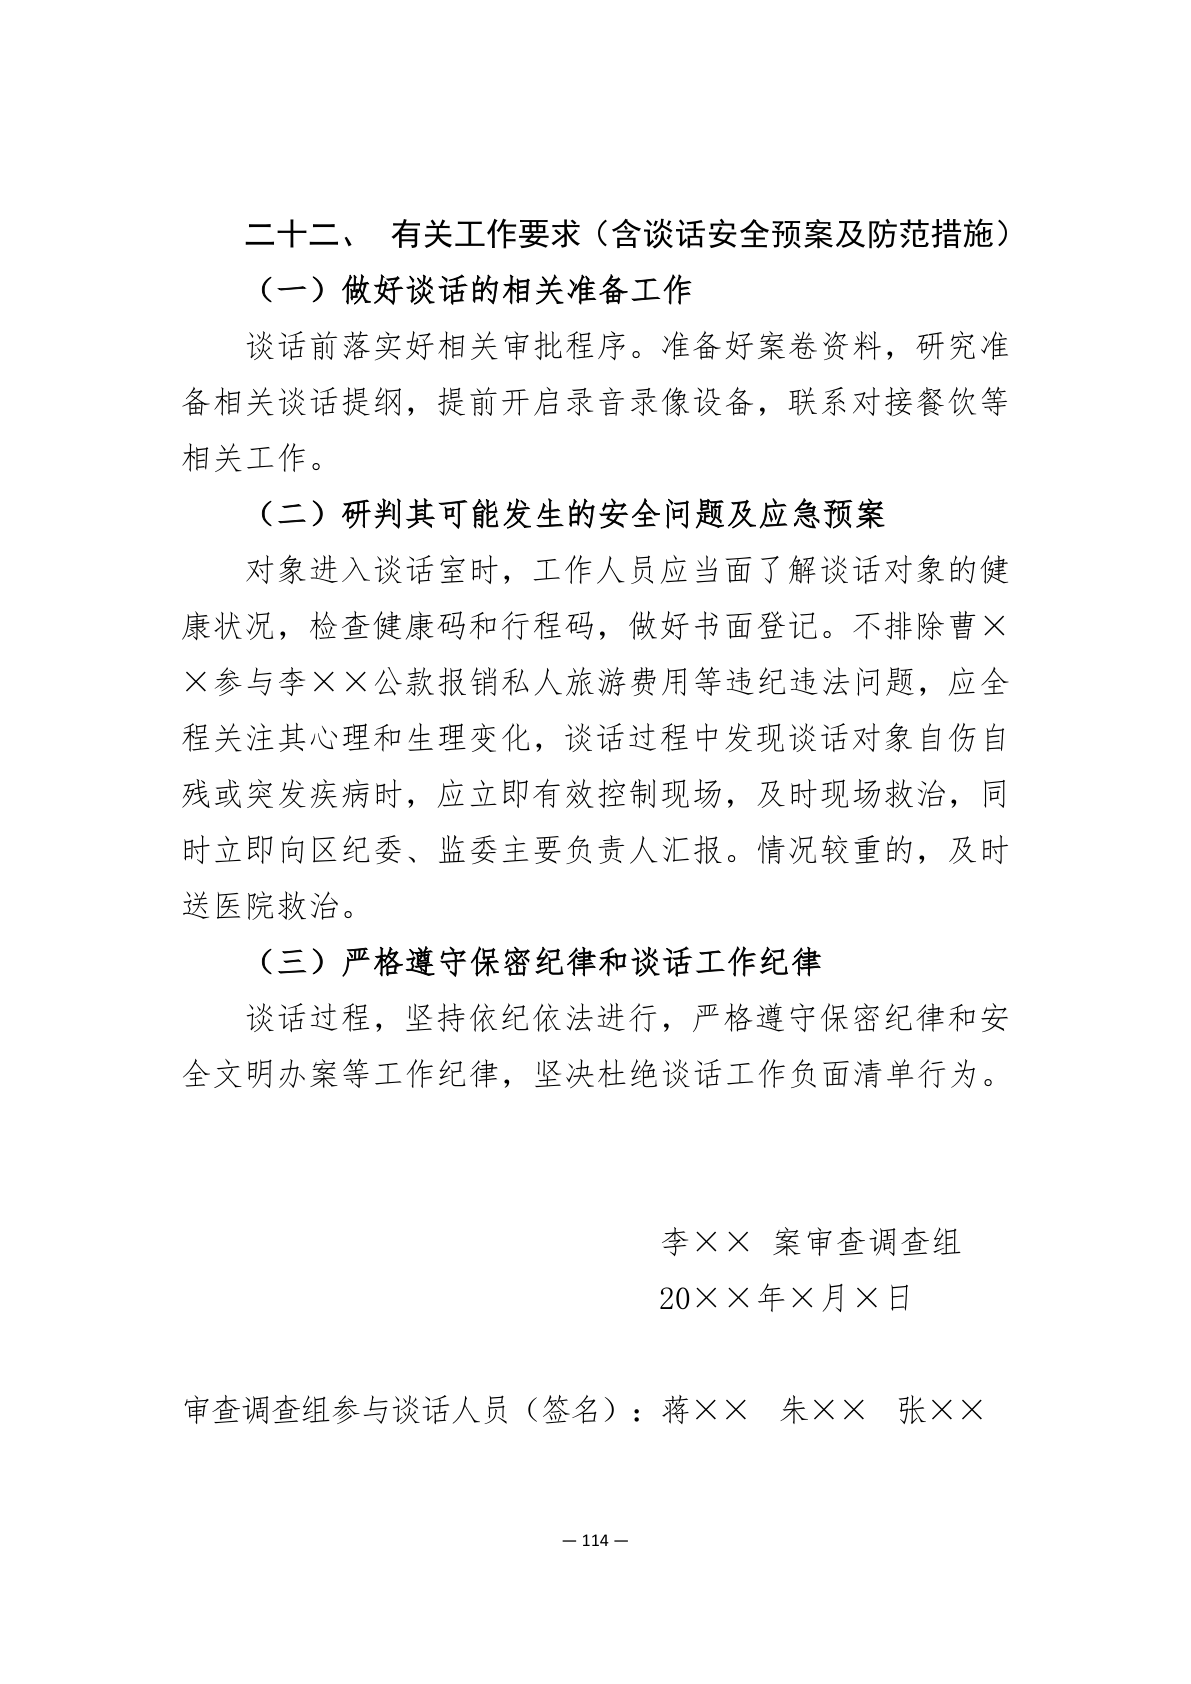 二十二、 有关工作要求（含谈话安全预案及防范措施）
（一）做好谈话的相关准备工作
谈话前落实好相关审批程序。准备好案卷资料，研究准
备相关谈话提纲，提前开启录音录像设备，联系对接餐饮等
相关工作。
（二）研判其可能发生的安全问题及应急预案
对象进入谈话室时，工作人员应当面了解谈话对象的健
康状况，检查健康码和行程码，做好书面登记。不排除曹×
×参与李××公款报销私人旅游费用等违纪违法问题，应全
程关注其心理和生理变化，谈话过程中发现谈话对象自伤自
残或突发疾病时，应立即有效控制现场，及时现场救治，同
时立即向区纪委、监委主要负责人汇报。情况较重的，及时
送医院救治。
（三）严格遵守保密纪律和谈话工作纪律
谈话过程，坚持依纪依法进行，严格遵守保密纪律和安
全文明办案等工作纪律，坚决杜绝谈话工作负面清单行为。
李×× 案审查调查组
20××年×月×日
审查调查组参与谈话人员（签名）：蒋×× 朱×× 张××
— 114 —